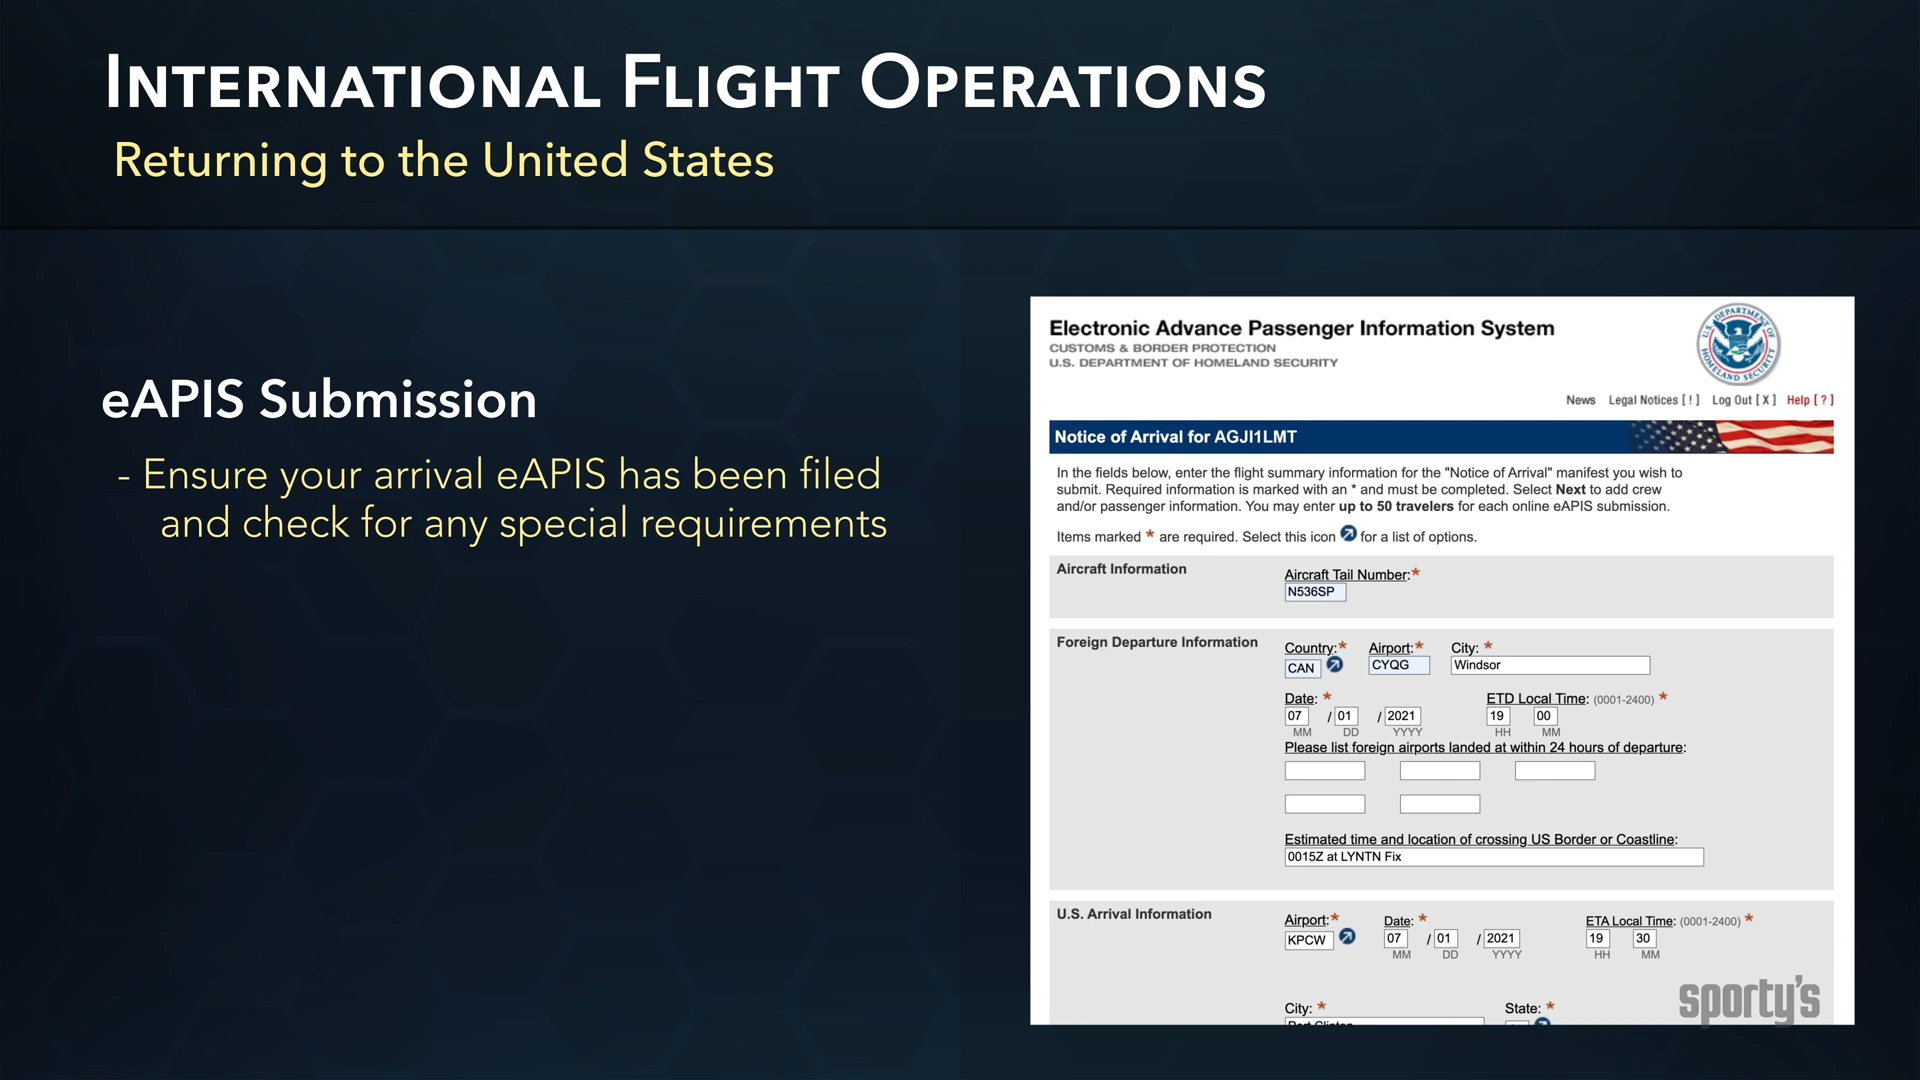 INTERNATIONAL FLIGHT OPERATIONS
Returning to the United States
eAPIS Submission
- Ensure your arrival eAPIS has been filed
and check for any special requirements
Electronic Advance Passenger Information System
CUSTOMS & BORDER PROTECTION
U.S. DEPARTMENT OF HOMELAND SECURITY
U.S. DEPARTMENT OF HOMELAND SECURITY
News Legal Notices [ ! ] Log Out [ X ] Help [ ? ]
Notice of Arrival for AGJI1LMT
In the fields below, enter the flight summary information for the "Notice of Arrival" manifest you wish to
submit. Required information is marked with an * and must be completed. Select Next to add crew
and/or passenger information. You may enter up to 50 travelers for each online eAPIS submission.
Items marked * are required. Select this icon for a list of options.
Aircraft Information
Aircraft Tail Number:*
N536SP
Foreign Departure Information
Country:* Airport:* City: *
CAN CYQG Windsor
Date: * ETD Local Time: (0001-2400) *
07 / 01 / 2021 19 00
MM DD YYYY HH MM
Please list foreign airports landed at within 24 hours of departure:
Estimated time and location of crossing US Border or Coastline:
0015Z at LYNTN Fix
U.S. Arrival Information
Airport:* Date: * ETA Local Time: (0001-2400) *
KPCW 07 / 01 / 2021 19 30
MM DD YYYY HH MM
City: * State: *
Port Clinton
sporty's